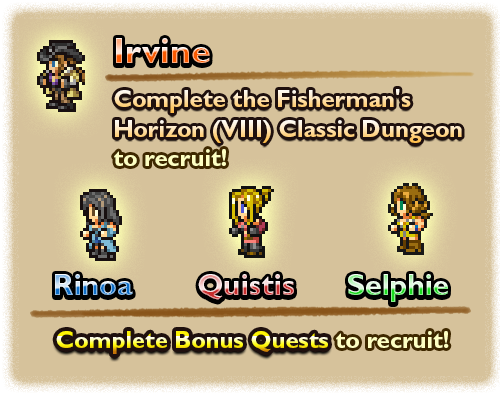 Irvine
Complete the Fisherman's
Horizon (VIII) Classic Dungeon
to recruit!
Rinoa Quistis Selphie
Complete Bonus Quests to recruit!